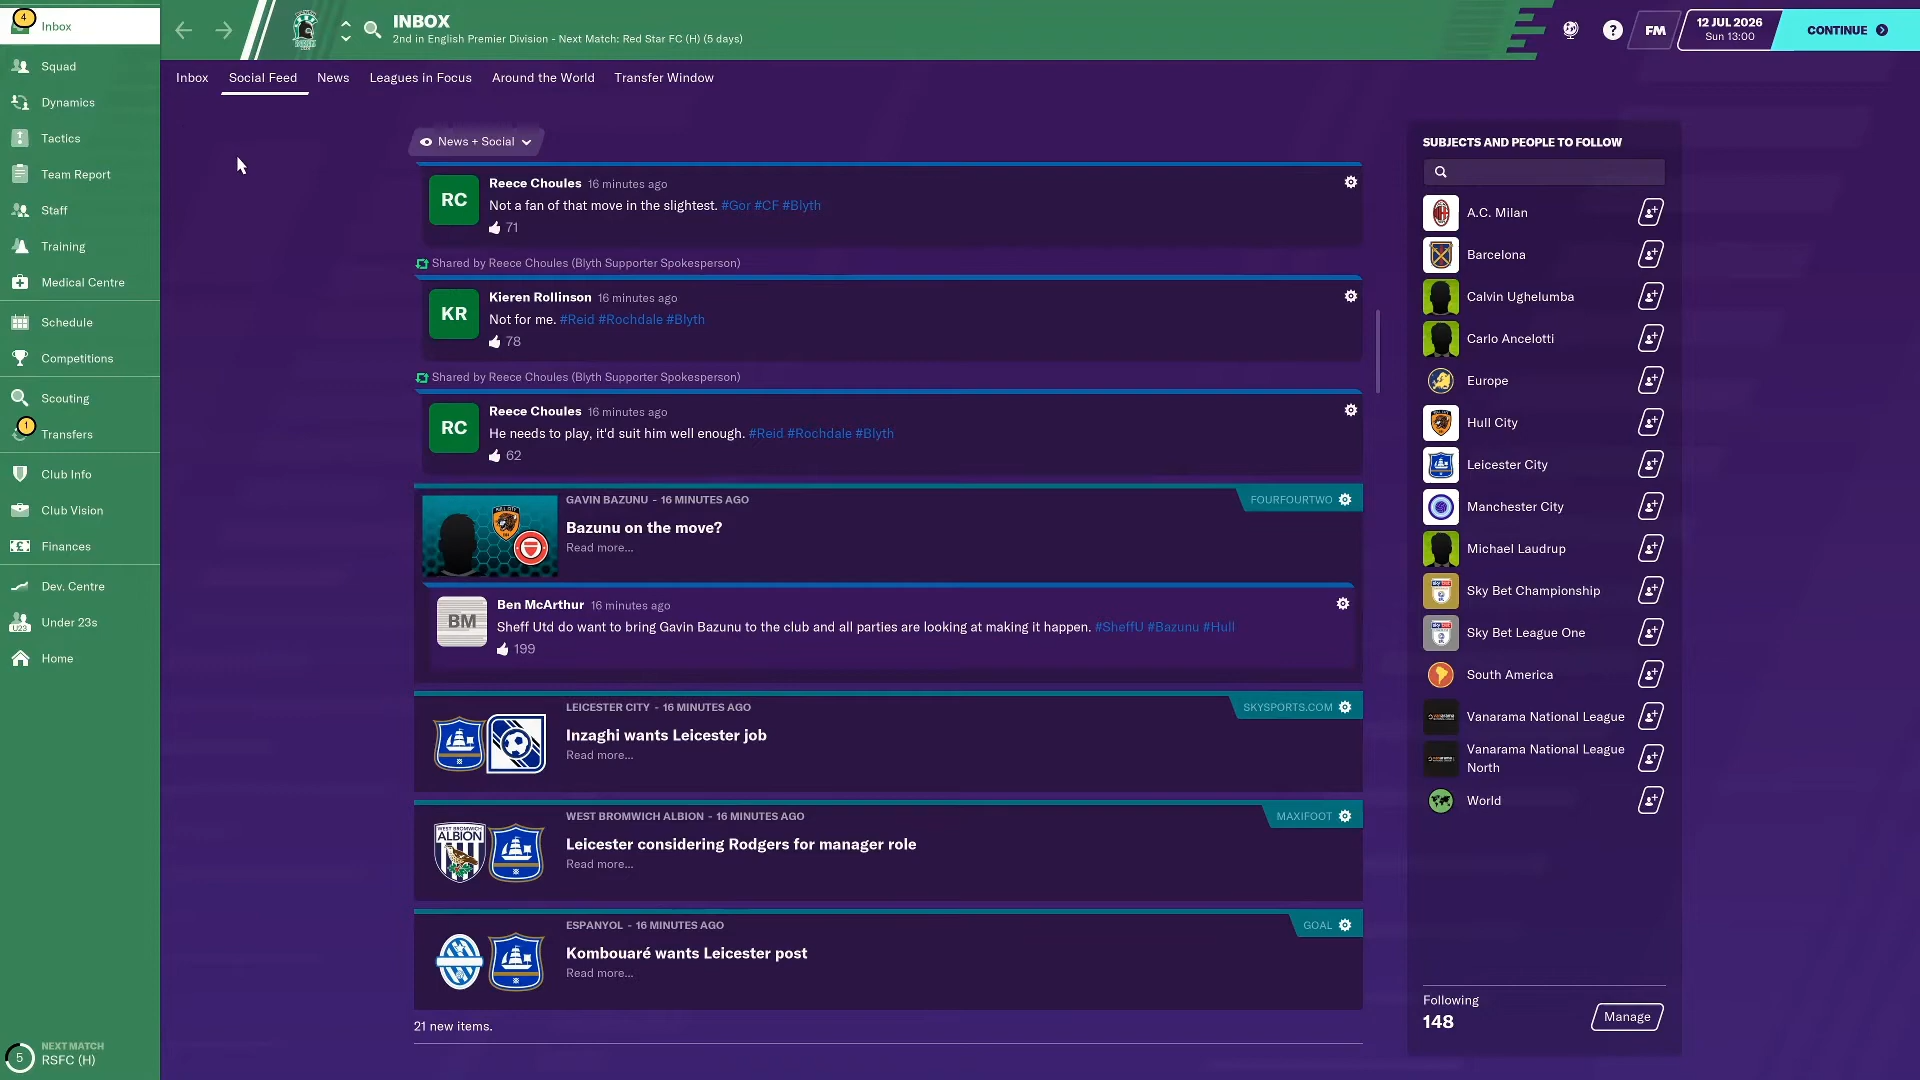 4
Inbox
Squad
Dynamics
Tactics
Team Report
Staff
Training
Medical Centre
Schedule
Competitions
Scouting
1
Transfers
Club Info
Club Vision
Finances
Dev. Centre
U23
Under 23s
Home
5
NEXT MATCH
RSFC (H)
INBOX
2nd in English Premier Division - Next Match: Red Star FC (H) (5 days)
?
FM
12 JUL 2026
Sun 13:00
CONTINUE
Inbox
Social Feed
News
Leagues in Focus
Around the World
Transfer Window
News + Social
RC
Reece Choules 16 minutes ago
Not a fan of that move in the slightest. #Gor #CF #Blyth
71
Shared by Reece Choules (Blyth Supporter Spokesperson)
KR
Kieren Rollinson 16 minutes ago
Not for me. #Reid #Rochdale #Blyth
78
Shared by Reece Choules (Blyth Supporter Spokesperson)
RC
Reece Choules 16 minutes ago
He needs to play, it'd suit him well enough. #Reid #Rochdale #Blyth
62
GAVIN BAZUNU - 16 MINUTES AGO
FOURFOURTWO
Bazunu on the move?
Read more...
BM
Ben McArthur 16 minutes ago
Sheff Utd do want to bring Gavin Bazunu to the club and all parties are looking at making it happen. #SheffU #Bazunu #Hull
199
LEICESTER CITY - 16 MINUTES AGO
SKYSPORTS.COM
Inzaghi wants Leicester job
Read more...
WEST BROMWICH ALBION - 16 MINUTES AGO
MAXIFOOT
WEST BROMWICH
ALBION
Leicester considering Rodgers for manager role
Read more...
ESPANYOL - 16 MINUTES AGO
GOAL
Kombouaré wants Leicester post
Read more...
21 new items.
SUBJECTS AND PEOPLE TO FOLLOW
A.C. Milan
Barcelona
Calvin Ughelumba
Carlo Ancelotti
Europe
Hull City
Leicester City
Manchester City
Michael Laudrup
Sky Bet Championship
Sky Bet League One
South America
Vanarama National League
Vanarama National League
North
World
Following
148
Manage